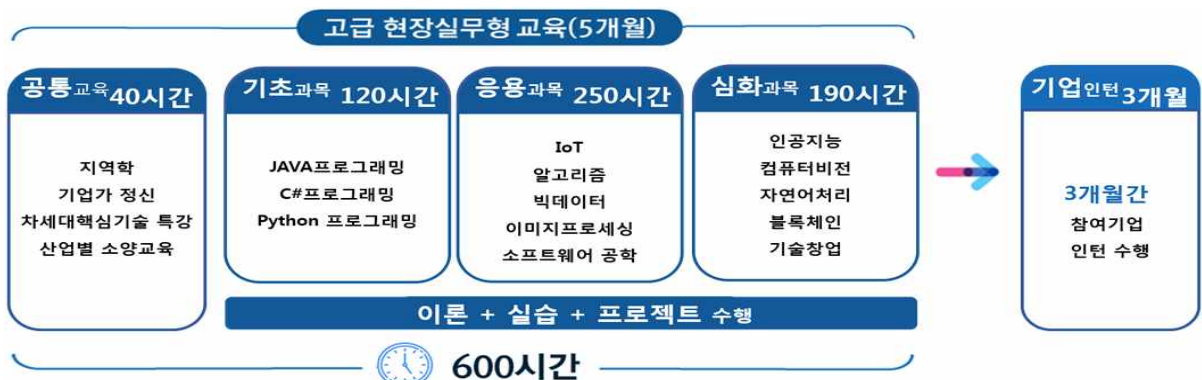 고급 현장실무형 교육(5개월)
공통교육 40시간
지역학
기업가 정신
차세대핵심기술 특강
산업별 소양교육
기초과목 120시간
JAVA프로그래밍
C#프로그래밍
Python 프로그래밍
응용과목 250시간
IoT
알고리즘
빅데이터
이미지프로세싱
소프트웨어 공학
심화과목 190시간
인공지능
컴퓨터비전
자연어처리
블록체인
기술창업
이론 + 실습 + 프로젝트 수행
600시간
기업인턴 3개월
3개월간
참여기업
인턴 수행